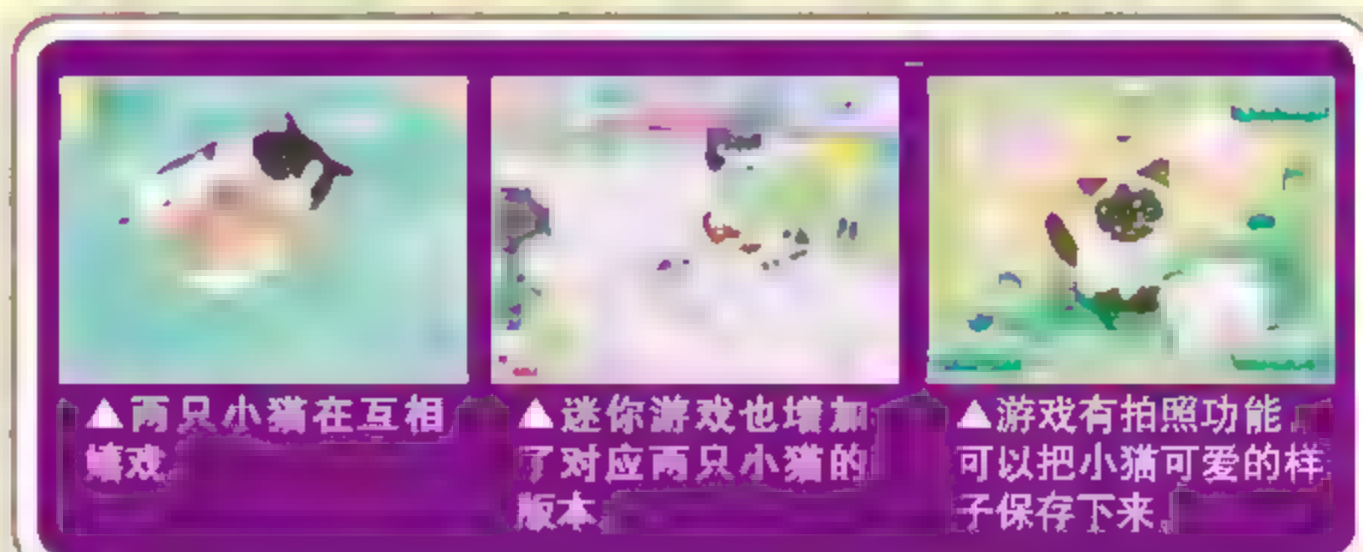 ▲两只小猫在互相
嬉戏
▲迷你游戏也增加
了对应两只小猫的
版本
▲游戏有拍照功能，
可以把小猫可爱的样
子保存下来